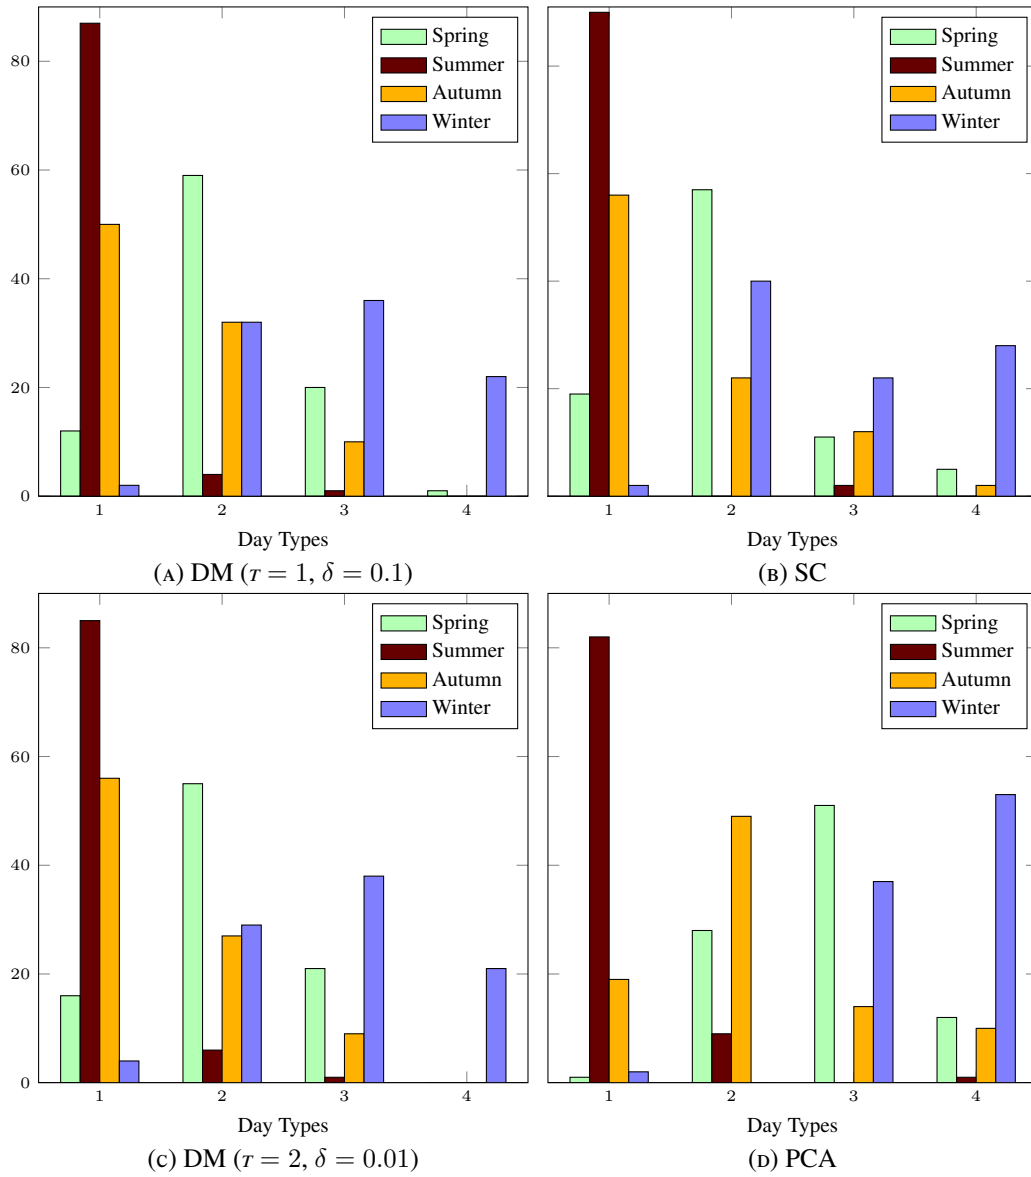 80
60
40
20
0
Spring
Summer
Autumn
Winter
1 2 3 4
Day Types
(A) DM (τ = 1, δ = 0.1)
Spring
Summer
Autumn
Winter
1 2 3 4
Day Types
(B) SC
80
60
40
20
0
Spring
Summer
Autumn
Winter
1 2 3 4
Day Types
(C) DM (τ = 2, δ = 0.01)
Spring
Summer
Autumn
Winter
1 2 3 4
Day Types
(D) PCA